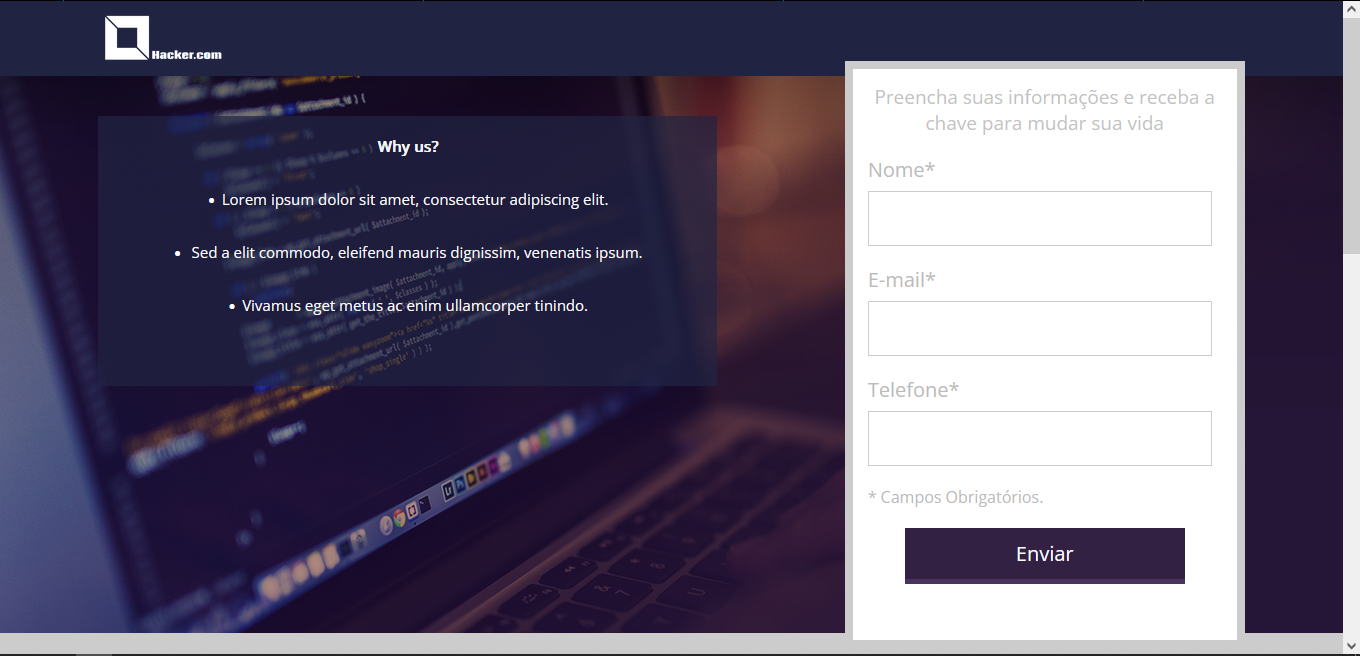 Hacker.com
Why us?
• Lorem ipsum dolor sit amet, consectetur adipiscing elit.
• Sed a elit commodo, eleifend mauris dignissim, venenatis ipsum.
• Vivamus eget metus ac enim ullamcorper tinindo.
Preencha suas informações e receba a
chave para mudar sua vida
Nome*
E-mail*
Telefone*
* Campos Obrigatórios.
Enviar